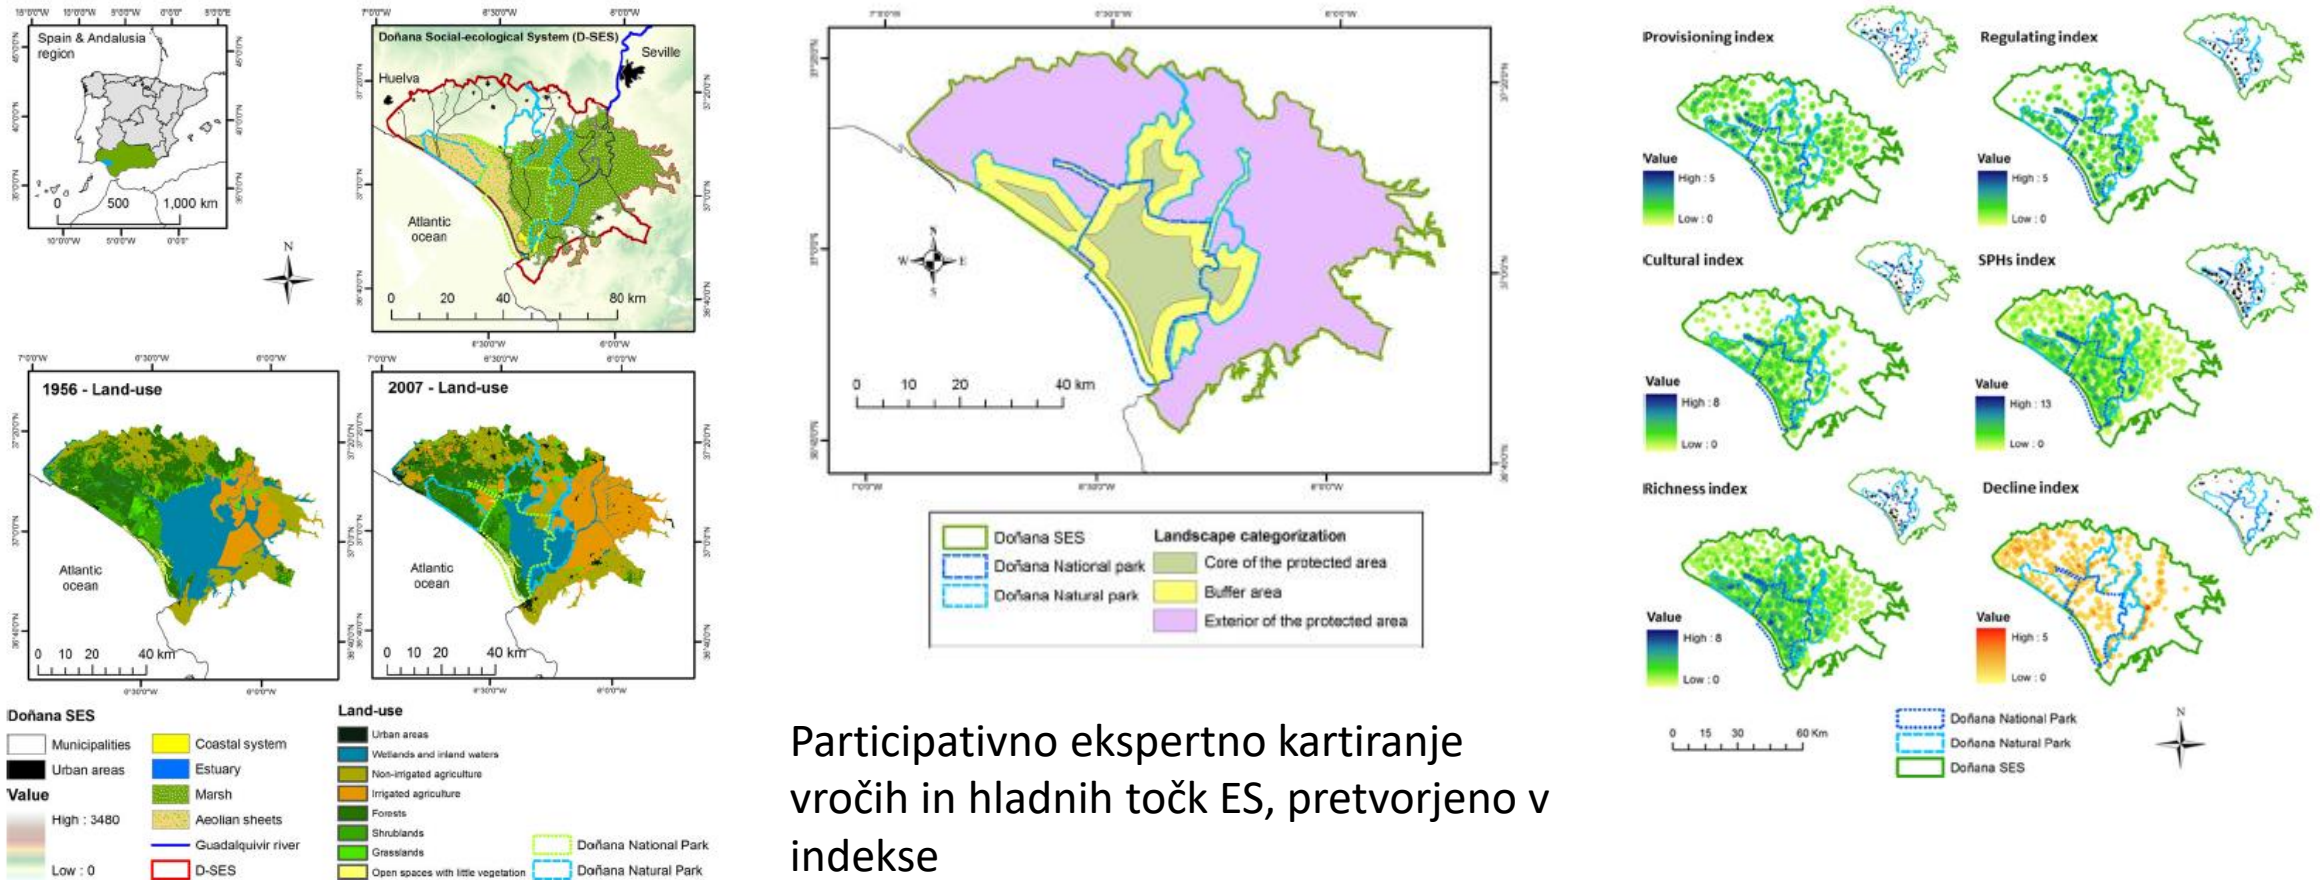 Spain & Andalusia
region
0 500 1,000 km
N
Doñana Social-ecological System (D-SES)
Seville
Huelva
Atlantic
ocean
0 20 40 80 km
1956 - Land-use
Atlantic
ocean
0 10 20 40 km
2007 - Land-use
Atlantic
ocean
0 10 20 40 km
Doñana SES
Municipalities
Urban areas
Value
High : 3480
Low : 0
Coastal system
Estuary
Marsh
Aeolian sheets
Guadalquivir river
D-SES
Land-use
Urban areas
Wetlands and inland waters
Non-irrigated agriculture
Irrigated agriculture
Forests
Shrublands
Grasslands
Open spaces with little vegetation
Doñana National Park
Doñana Natural Park
N
W E
S
0 10 20 40 km
Doñana SES
Doñana National park
Doñana Natural park
Landscape categorization
Core of the protected area
Buffer area
Exterior of the protected area
Participativno ekspertno kartiranje
vročih in hladnih točk ES, pretvorjeno v
indekse
Provisioning index
Value
High : 5
Low : 0
Regulating index
Value
High : 5
Low : 0
Cultural index
Value
High : 8
Low : 0
SPHs index
Value
High : 13
Low : 0
Richness index
Value
High : 8
Low : 0
Decline index
Value
High : 5
Low : 0
0 15 30 60 Km
Doñana National Park
Doñana Natural Park
Doñana SES
N